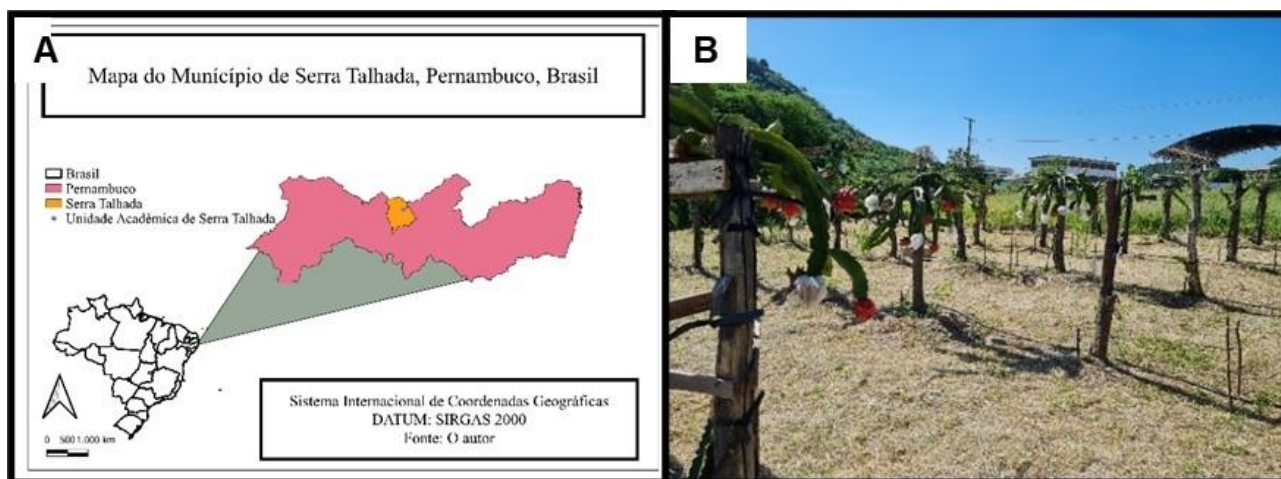 A
Mapa do Município de Serra Talhada, Pernambuco, Brasil
Brasil
Pernambuco
Serra Talhada
Unidade Acadêmica de Serra Talhada
0 500 1.000 km
Sistema Internacional de Coordenadas Geográficas
DATUM: SIRGAS 2000
Fonte: O autor
B